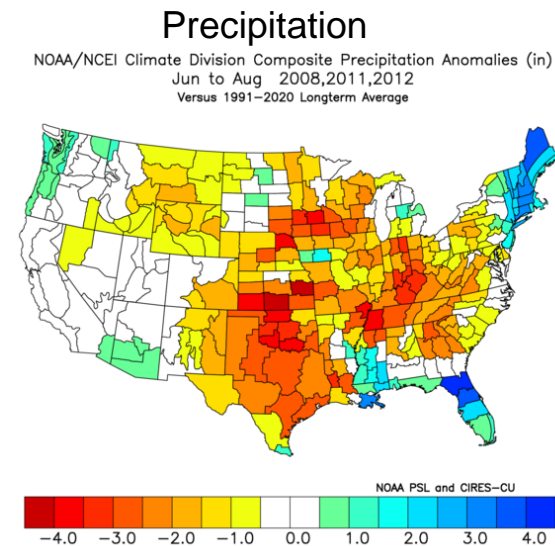 Precipitation
NOAA/NCEI Climate Division Composite Precipitation Anomalies (in)
Jun to Aug 2008,2011,2012
Versus 1991–2020 Longterm Average
NOAA PSL and CIRES–CU
−4.0 −3.0 −2.0 −1.0 0.0 1.0 2.0 3.0 4.0